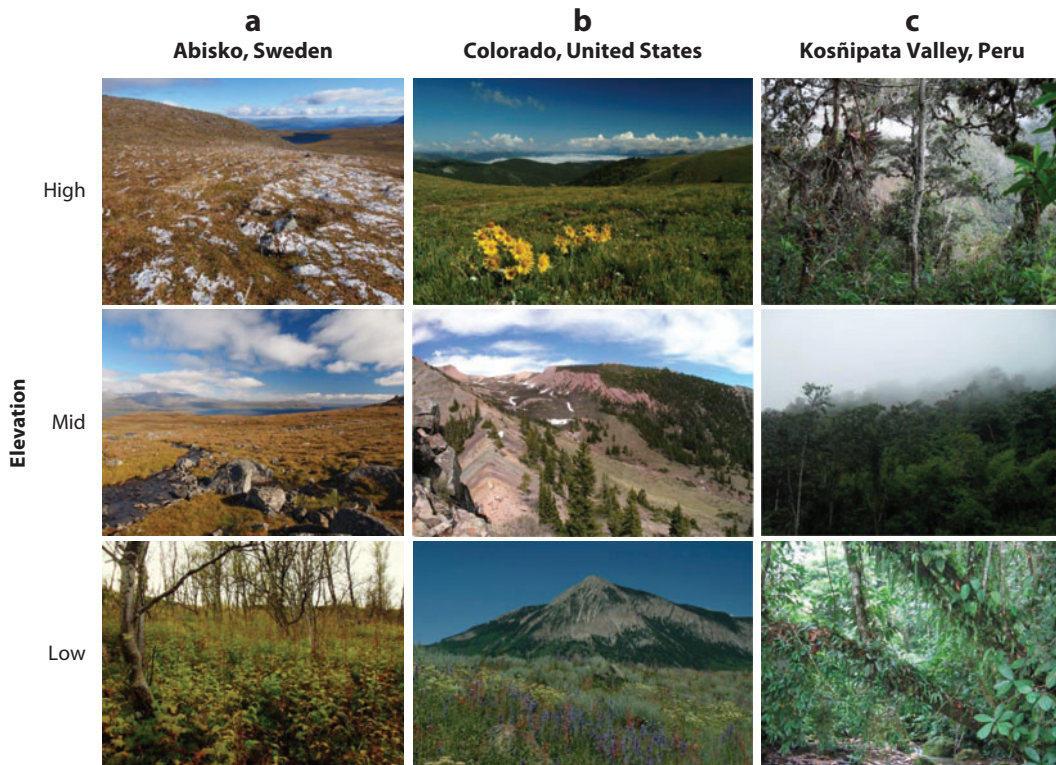 a
Abisko, Sweden
b
Colorado, United States
c
Kosñipata Valley, Peru
Elevation
High
Mid
Low